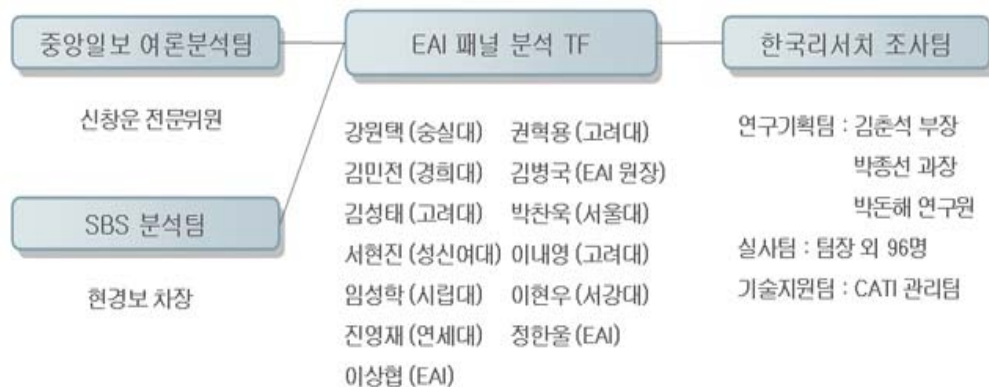 중앙일보 여론분석팀
신창운 전문위원
SBS 분석팀
현경보 차장
EAI 패널 분석 TF
강원택 (숭실대) 권혁용 (고려대)
김민전 (경희대) 김병국 (EAI 원장)
김성태 (고려대) 박찬욱 (서울대)
서현진 (성신여대) 이내영 (고려대)
임성학 (시립대) 이현우 (서강대)
진영재 (연세대) 정한울 (EAI)
이상협 (EAI)
한국리서치 조사팀
연구기획팀 : 김춘석 부장
박종선 과장
박돈해 연구원
실사팀 : 팀장 외 96명
기술지원팀 : CATI 관리팀